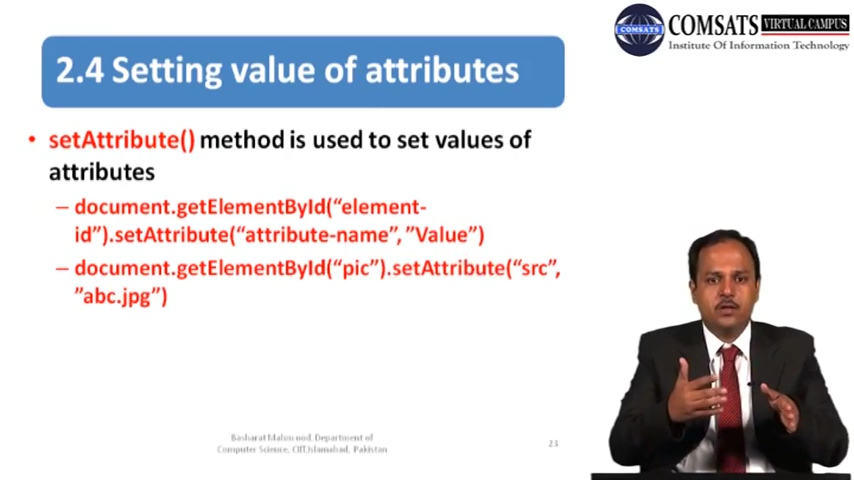 COMSATS VIRTUAL CAMPUS
Institute Of Information Technology
COMSATS
2.4 Setting value of attributes
• setAttribute() method is used to set values of
attributes
– document.getElementById(“element-
id”).setAttribute(“attribute-name”, ”Value”)
– document.getElementById(“pic”).setAttribute(“src”,
”abc.jpg”)
Basharat Mahmood, Department of
Computer Science, CIIT,Islamabad, Pakistan
23